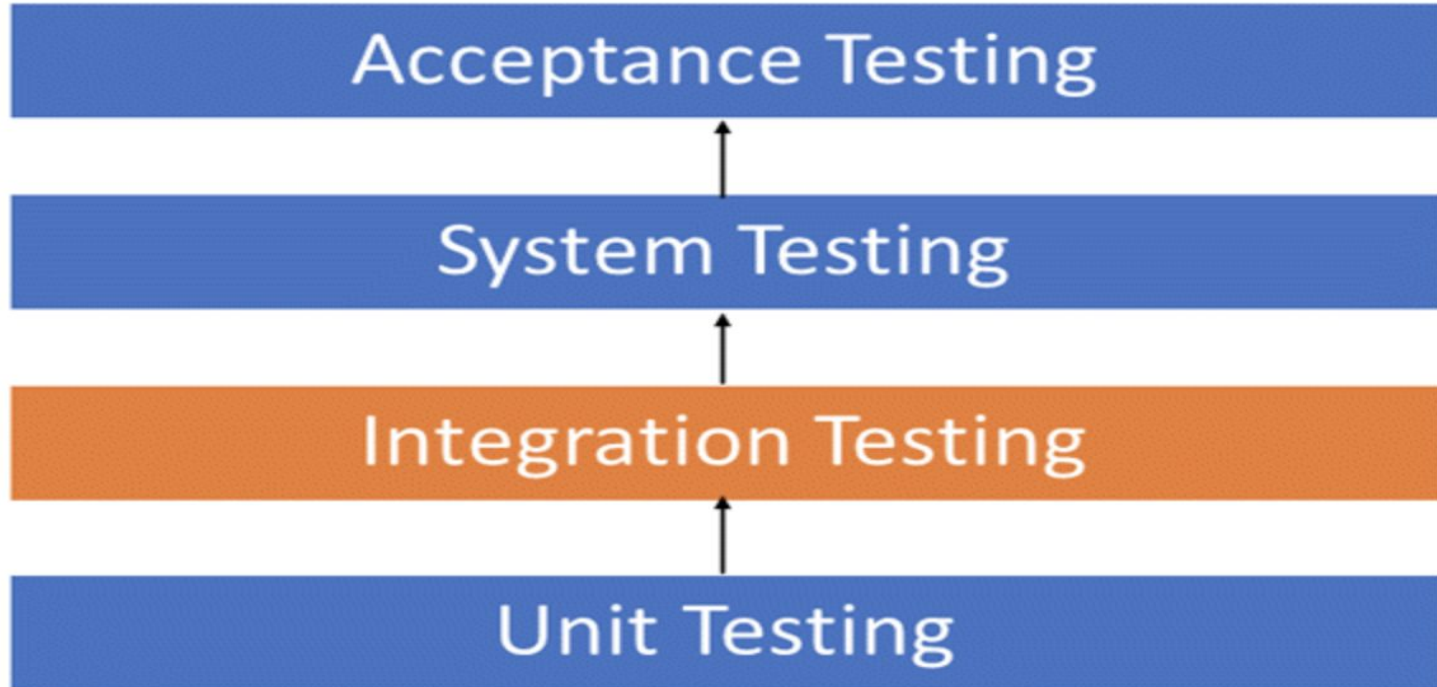 Acceptance Testing
System Testing
Integration Testing
Unit Testing